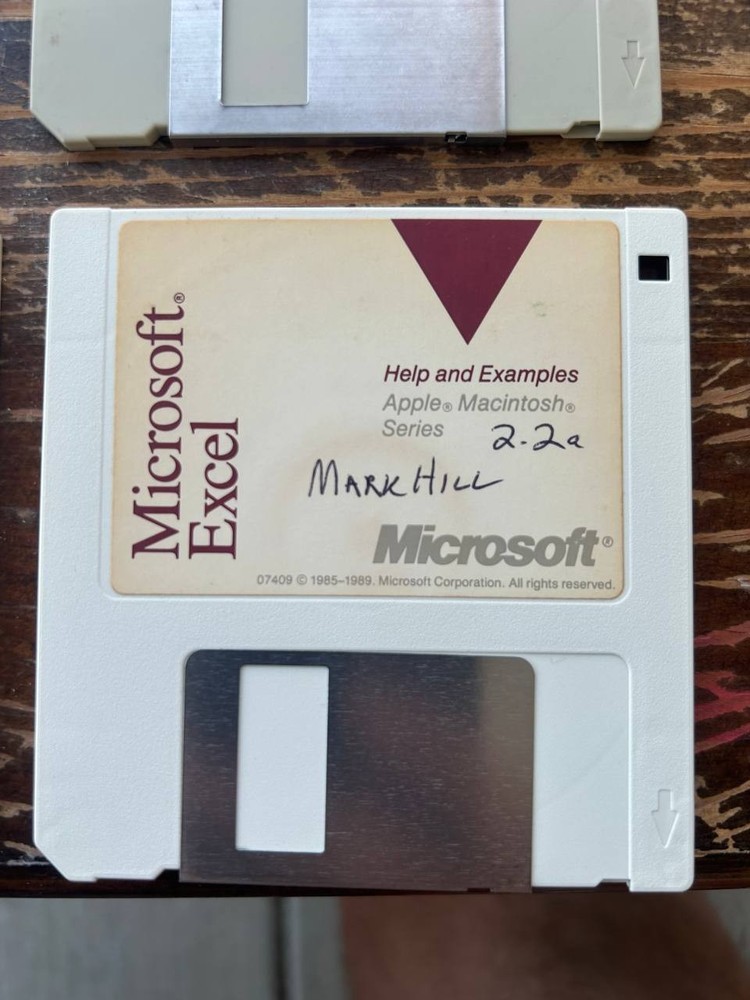 Microsoft®
Excel
Help and Examples
Apple® Macintosh®
Series 2.2a
MARK HILL
Microsoft®
07409 © 1985–1989. Microsoft Corporation. All rights reserved.